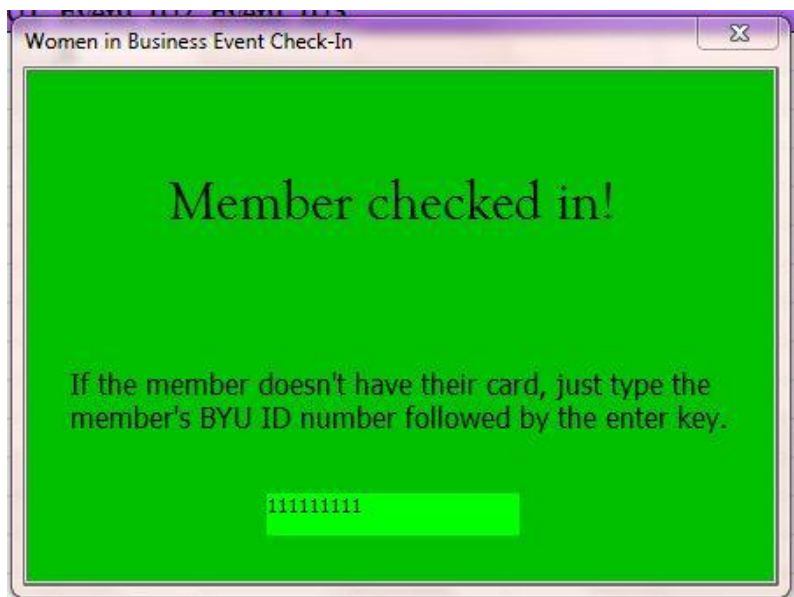 Women in Business Event Check-In
Member checked in!
If the member doesn't have their card, just type the
member's BYU ID number followed by the enter key.
111111111